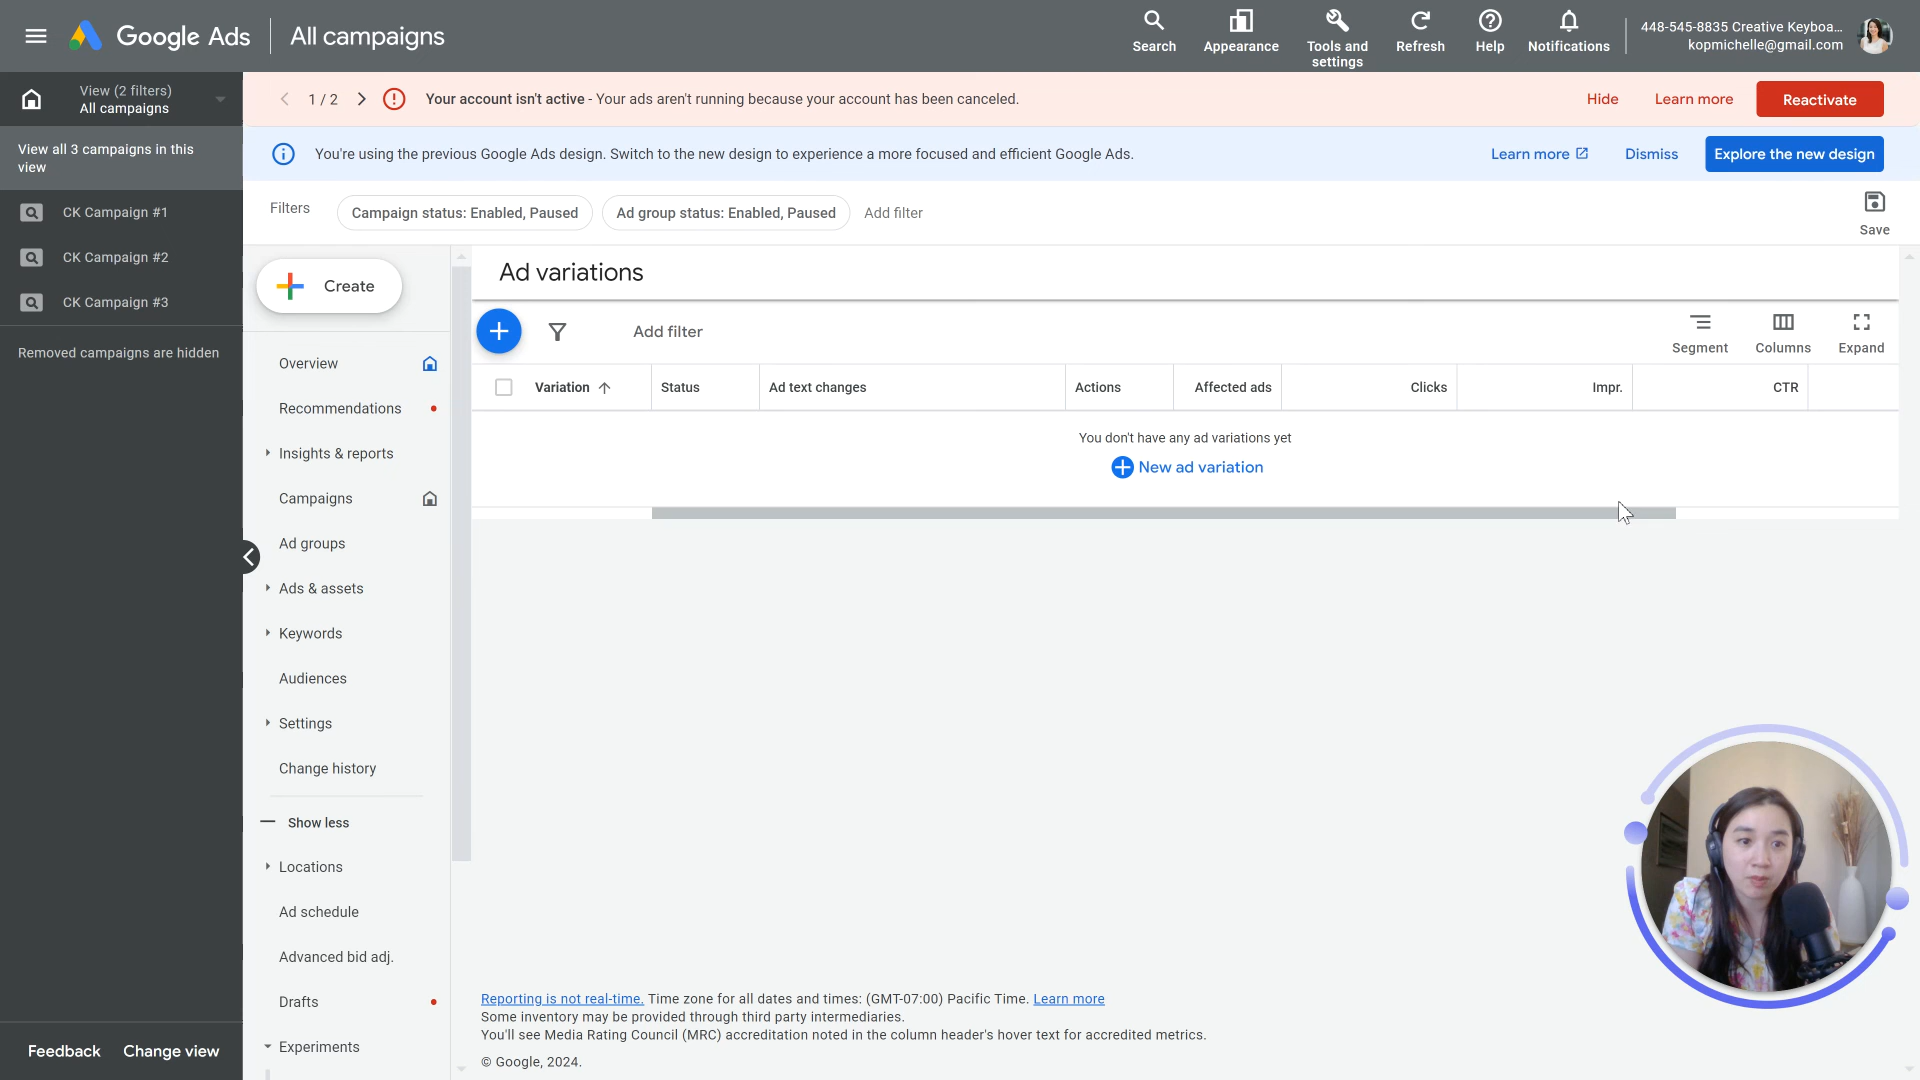 Google Ads
All campaigns
Search
Appearance
Tools and
settings
Refresh
Help
Notifications
448-545-8835 Creative Keyboa...
kopmichelle@gmail.com
View (2 filters)
All campaigns
1 / 2
Your account isn't active - Your ads aren't running because your account has been canceled.
Hide
Learn more
Reactivate
View all 3 campaigns in this
view
You're using the previous Google Ads design. Switch to the new design to experience a more focused and efficient Google Ads.
Learn more
Dismiss
Explore the new design
CK Campaign #1
CK Campaign #2
CK Campaign #3
Removed campaigns are hidden
Filters
Campaign status: Enabled, Paused
Ad group status: Enabled, Paused
Add filter
Save
Create
Overview
Recommendations
Insights & reports
Campaigns
Ad groups
Ads & assets
Keywords
Audiences
Settings
Change history
Show less
Locations
Ad schedule
Advanced bid adj.
Drafts
Experiments
Ad variations
Add filter
Segment
Columns
Expand
Variation
Status
Ad text changes
Actions
Affected ads
Clicks
Impr.
CTR
You don't have any ad variations yet
New ad variation
Reporting is not real-time. Time zone for all dates and times: (GMT-07:00) Pacific Time. Learn more
Some inventory may be provided through third party intermediaries.
You'll see Media Rating Council (MRC) accreditation noted in the column header's hover text for accredited metrics.
© Google, 2024.
Feedback
Change view